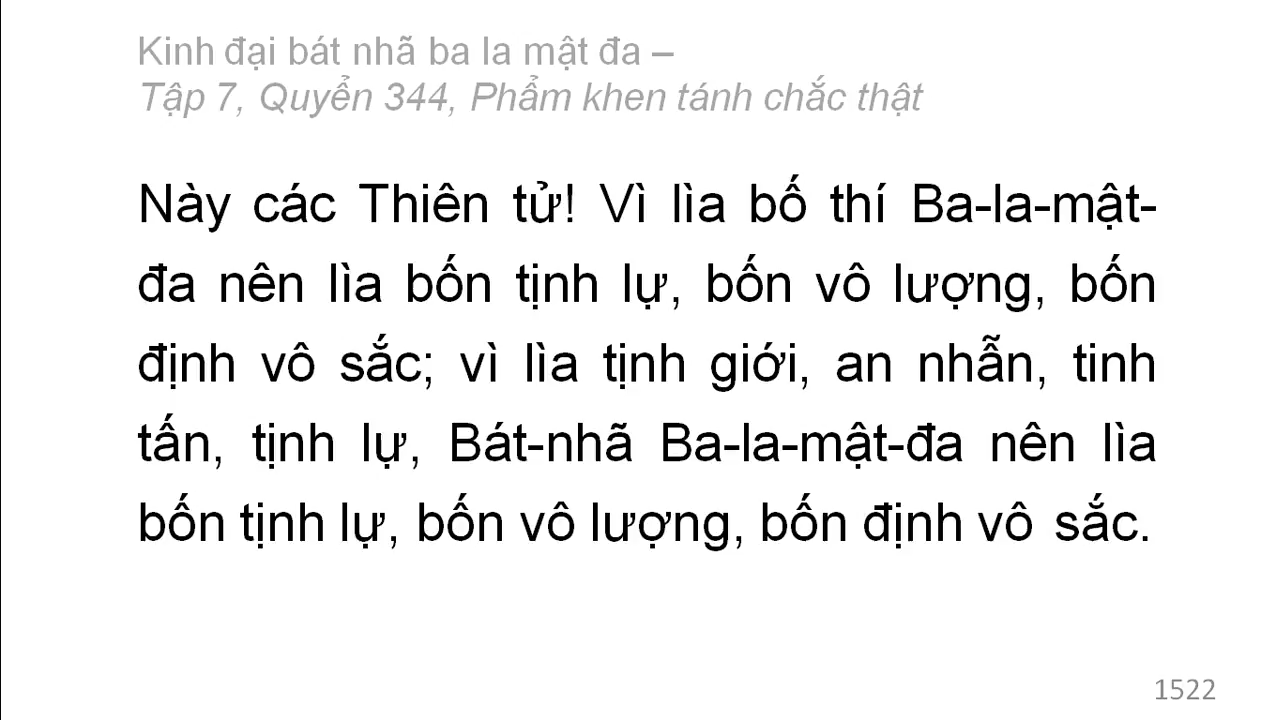 Kinh đại bát nhã ba la mật đa –
Tập 7, Quyển 344, Phẩm khen tánh chắc thật
Này các Thiên tử! Vì lìa bố thí Ba-la-mật-
đa nên lìa bốn tịnh lự, bốn vô lượng, bốn
định vô sắc; vì lìa tịnh giới, an nhẫn, tinh
tấn, tịnh lự, Bát-nhã Ba-la-mật-đa nên lìa
bốn tịnh lự, bốn vô lượng, bốn định vô sắc.
1522